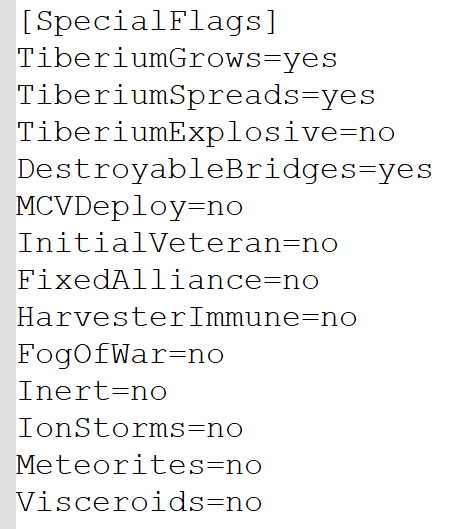 [SpecialFlags]
TiberiumGrows=yes
TiberiumSpreads=yes
TiberiumExplosive=no
DestroyableBridges=yes
MCVDeploy=no
InitialVeteran=no
FixedAlliance=no
HarvesterImmune=no
FogOfWar=no
Inert=no
IonStorms=no
Meteorites=no
Visceroids=no